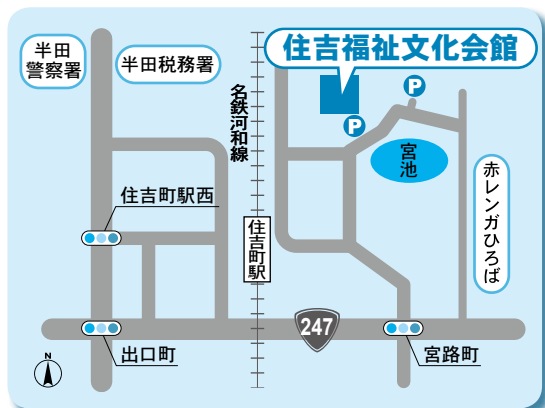 半田
警察署
半田税務署
住吉福祉文化会館
P
P
名鉄河和線
宮
池
赤レンガひろば
住吉町駅西
住吉町駅
247
出口町
宮路町
N